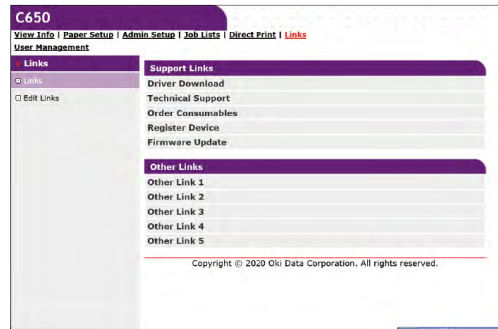 C650
View Info | Paper Setup | Admin Setup | Job Lists | Direct Print | Links
User Management
Links
Links
Edit Links
Support Links
Driver Download
Technical Support
Order Consumables
Register Device
Firmware Update
Other Links
Other Link 1
Other Link 2
Other Link 3
Other Link 4
Other Link 5
Copyright © 2020 Oki Data Corporation. All rights reserved.